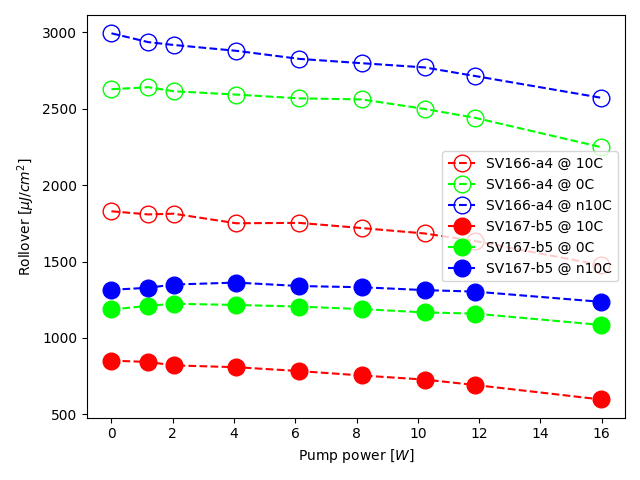 3000
2500
2000
1500
1000
500
Rollover [μJ/cm²]
SV166-a4 @ 10C
SV166-a4 @ 0C
SV166-a4 @ n10C
SV167-b5 @ 10C
SV167-b5 @ 0C
SV167-b5 @ n10C
0 2 4 6 8 10 12 14 16
Pump power [W]